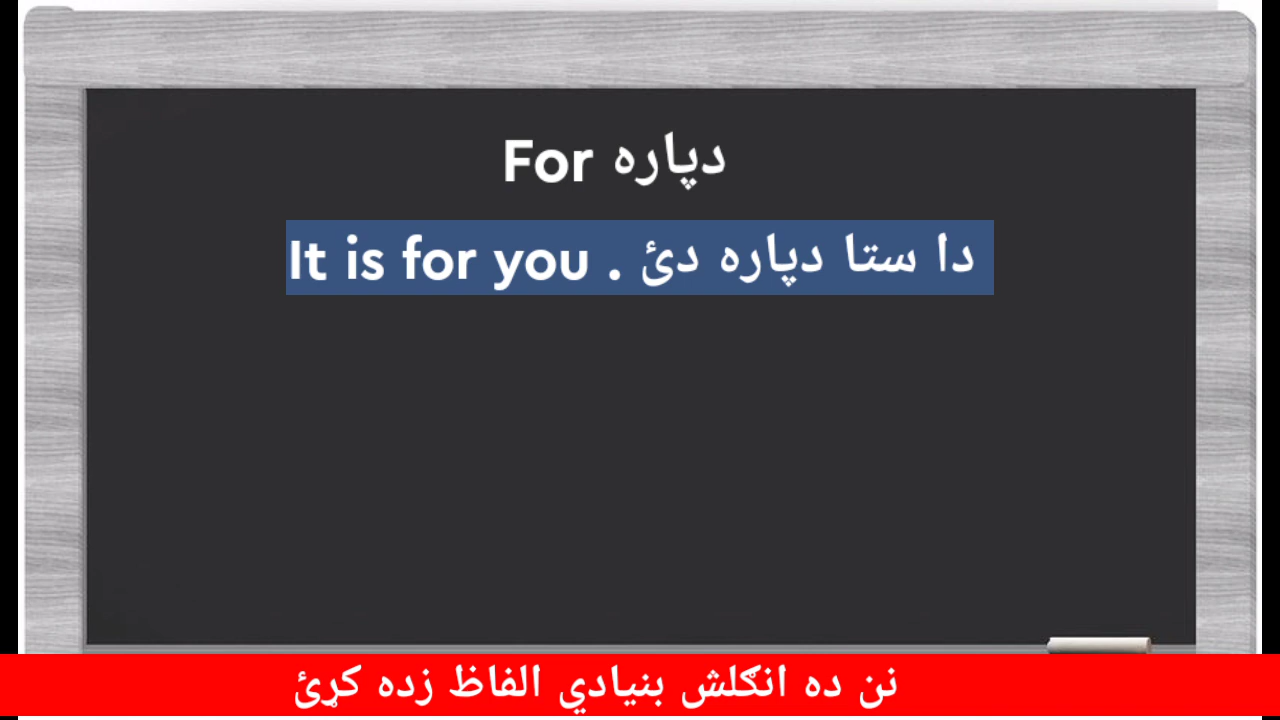 For دپاره
It is for you . دا ستا دپاره دئ
نن ده انګلش بنيادي الفاظ زده کړئ